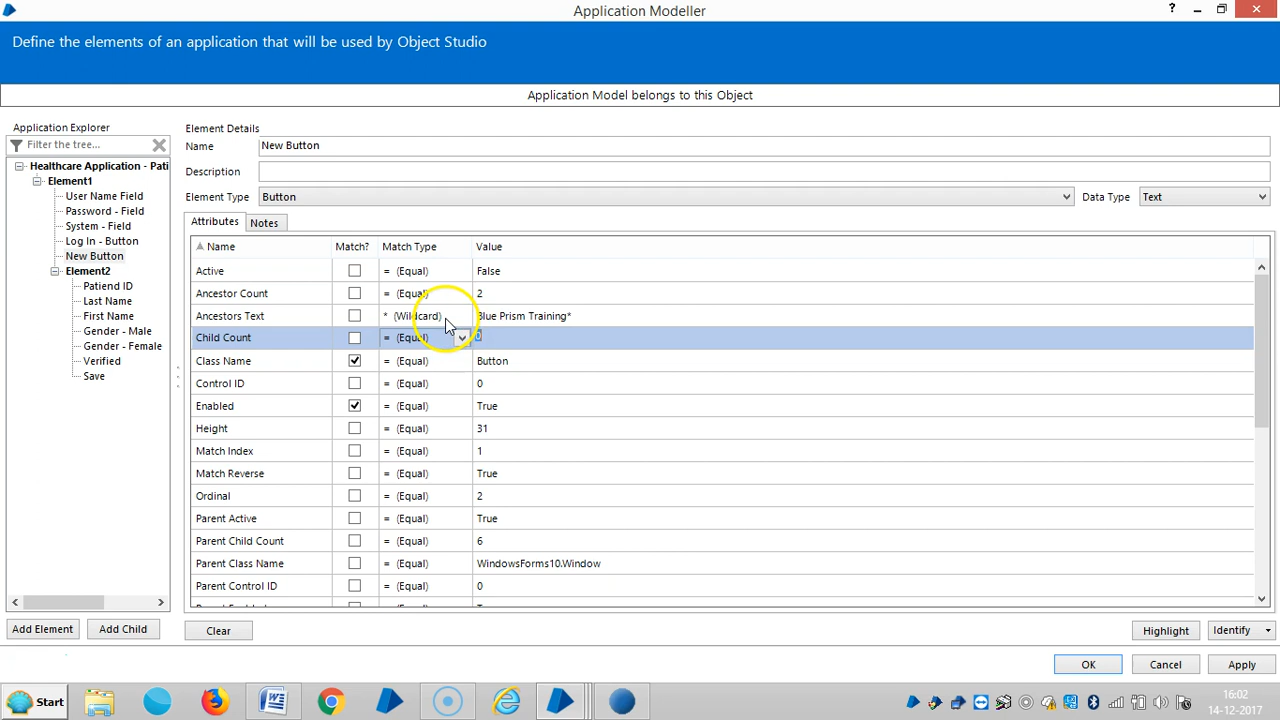 Application Modeller
?
Define the elements of an application that will be used by Object Studio
Application Model belongs to this Object
Application Explorer
Filter the tree...
Healthcare Application - Pati
Element1
User Name Field
Password - Field
System - Field
Log In - Button
New Button
Element2
Patiend ID
Last Name
First Name
Gender - Male
Gender - Female
Verified
Save
Add Element
Add Child
Element Details
Name
New Button
Description
Element Type
Button
Data Type
Text
Attributes
Notes
Name Match? Match Type Value
Active = (Equal) False
Ancestor Count = (Equal) 2
Ancestors Text * (Wildcard) Blue Prism Training*
Child Count = (Equal) 0
Class Name = (Equal) Button
Control ID = (Equal) 0
Enabled = (Equal) True
Height = (Equal) 31
Match Index = (Equal) 1
Match Reverse = (Equal) True
Ordinal = (Equal) 2
Parent Active = (Equal) True
Parent Child Count = (Equal) 6
Parent Class Name = (Equal) WindowsForms10.Window
Parent Control ID = (Equal) 0
Clear
Highlight
Identify
OK
Cancel
Apply
Start
16:02
14-12-2017